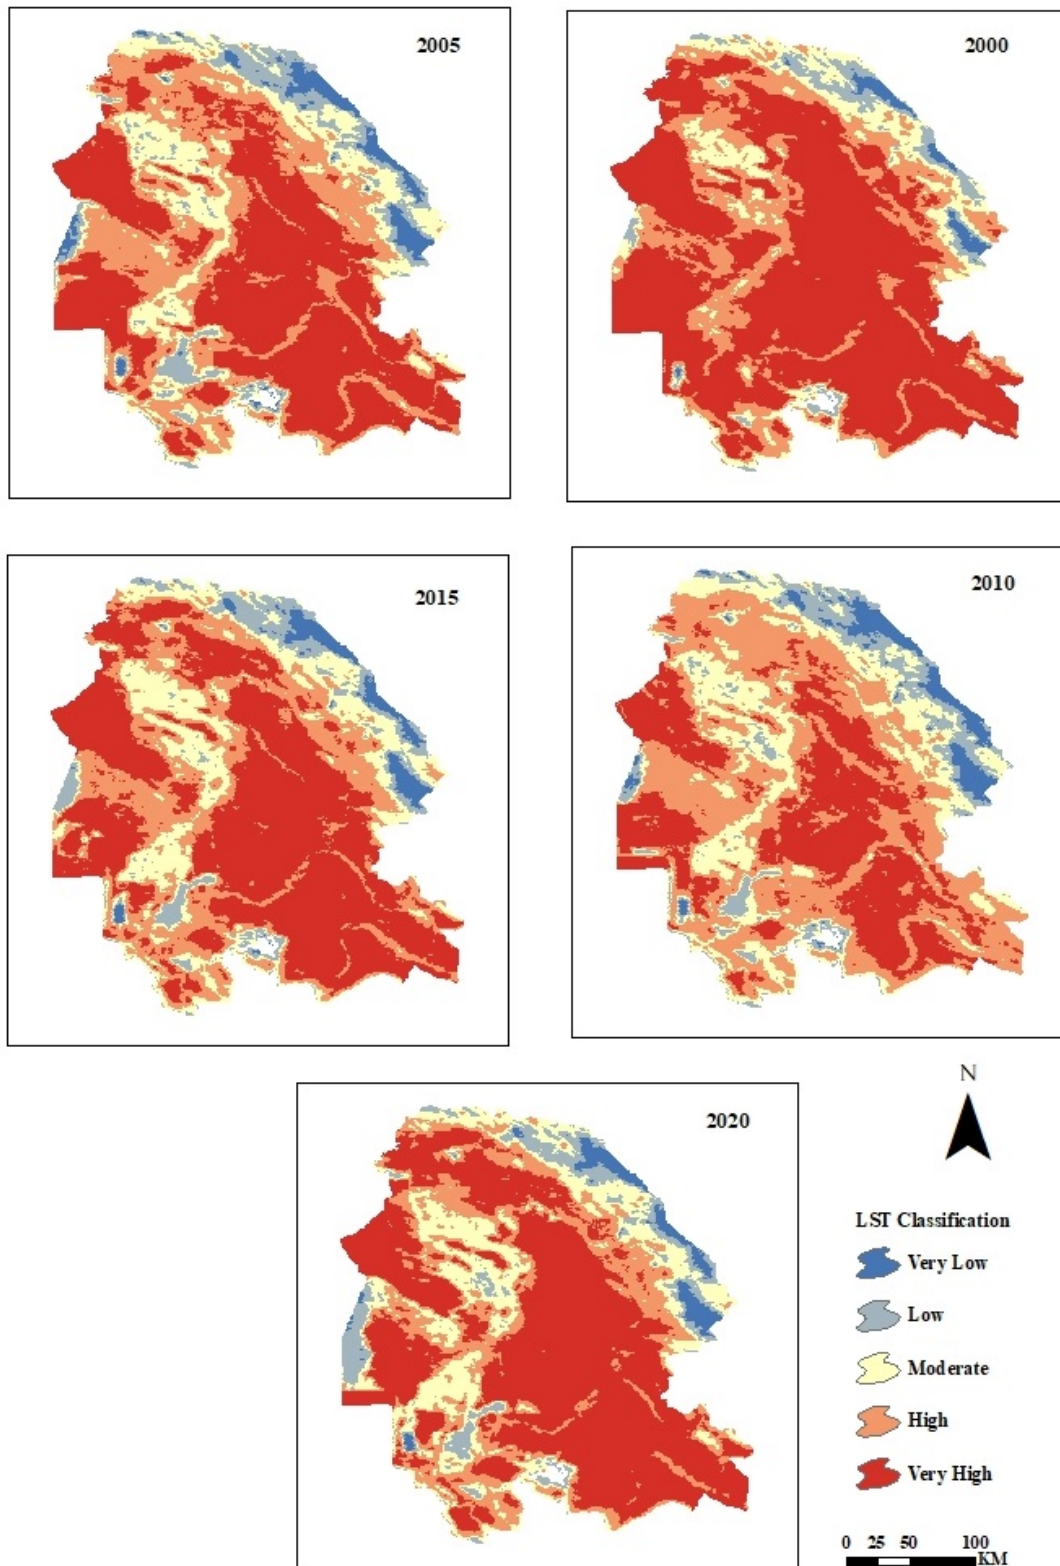 2005
2000
2015
2010
2020
N
LST Classification
Very Low
Low
Moderate
High
Very High
0 25 50 100
KM